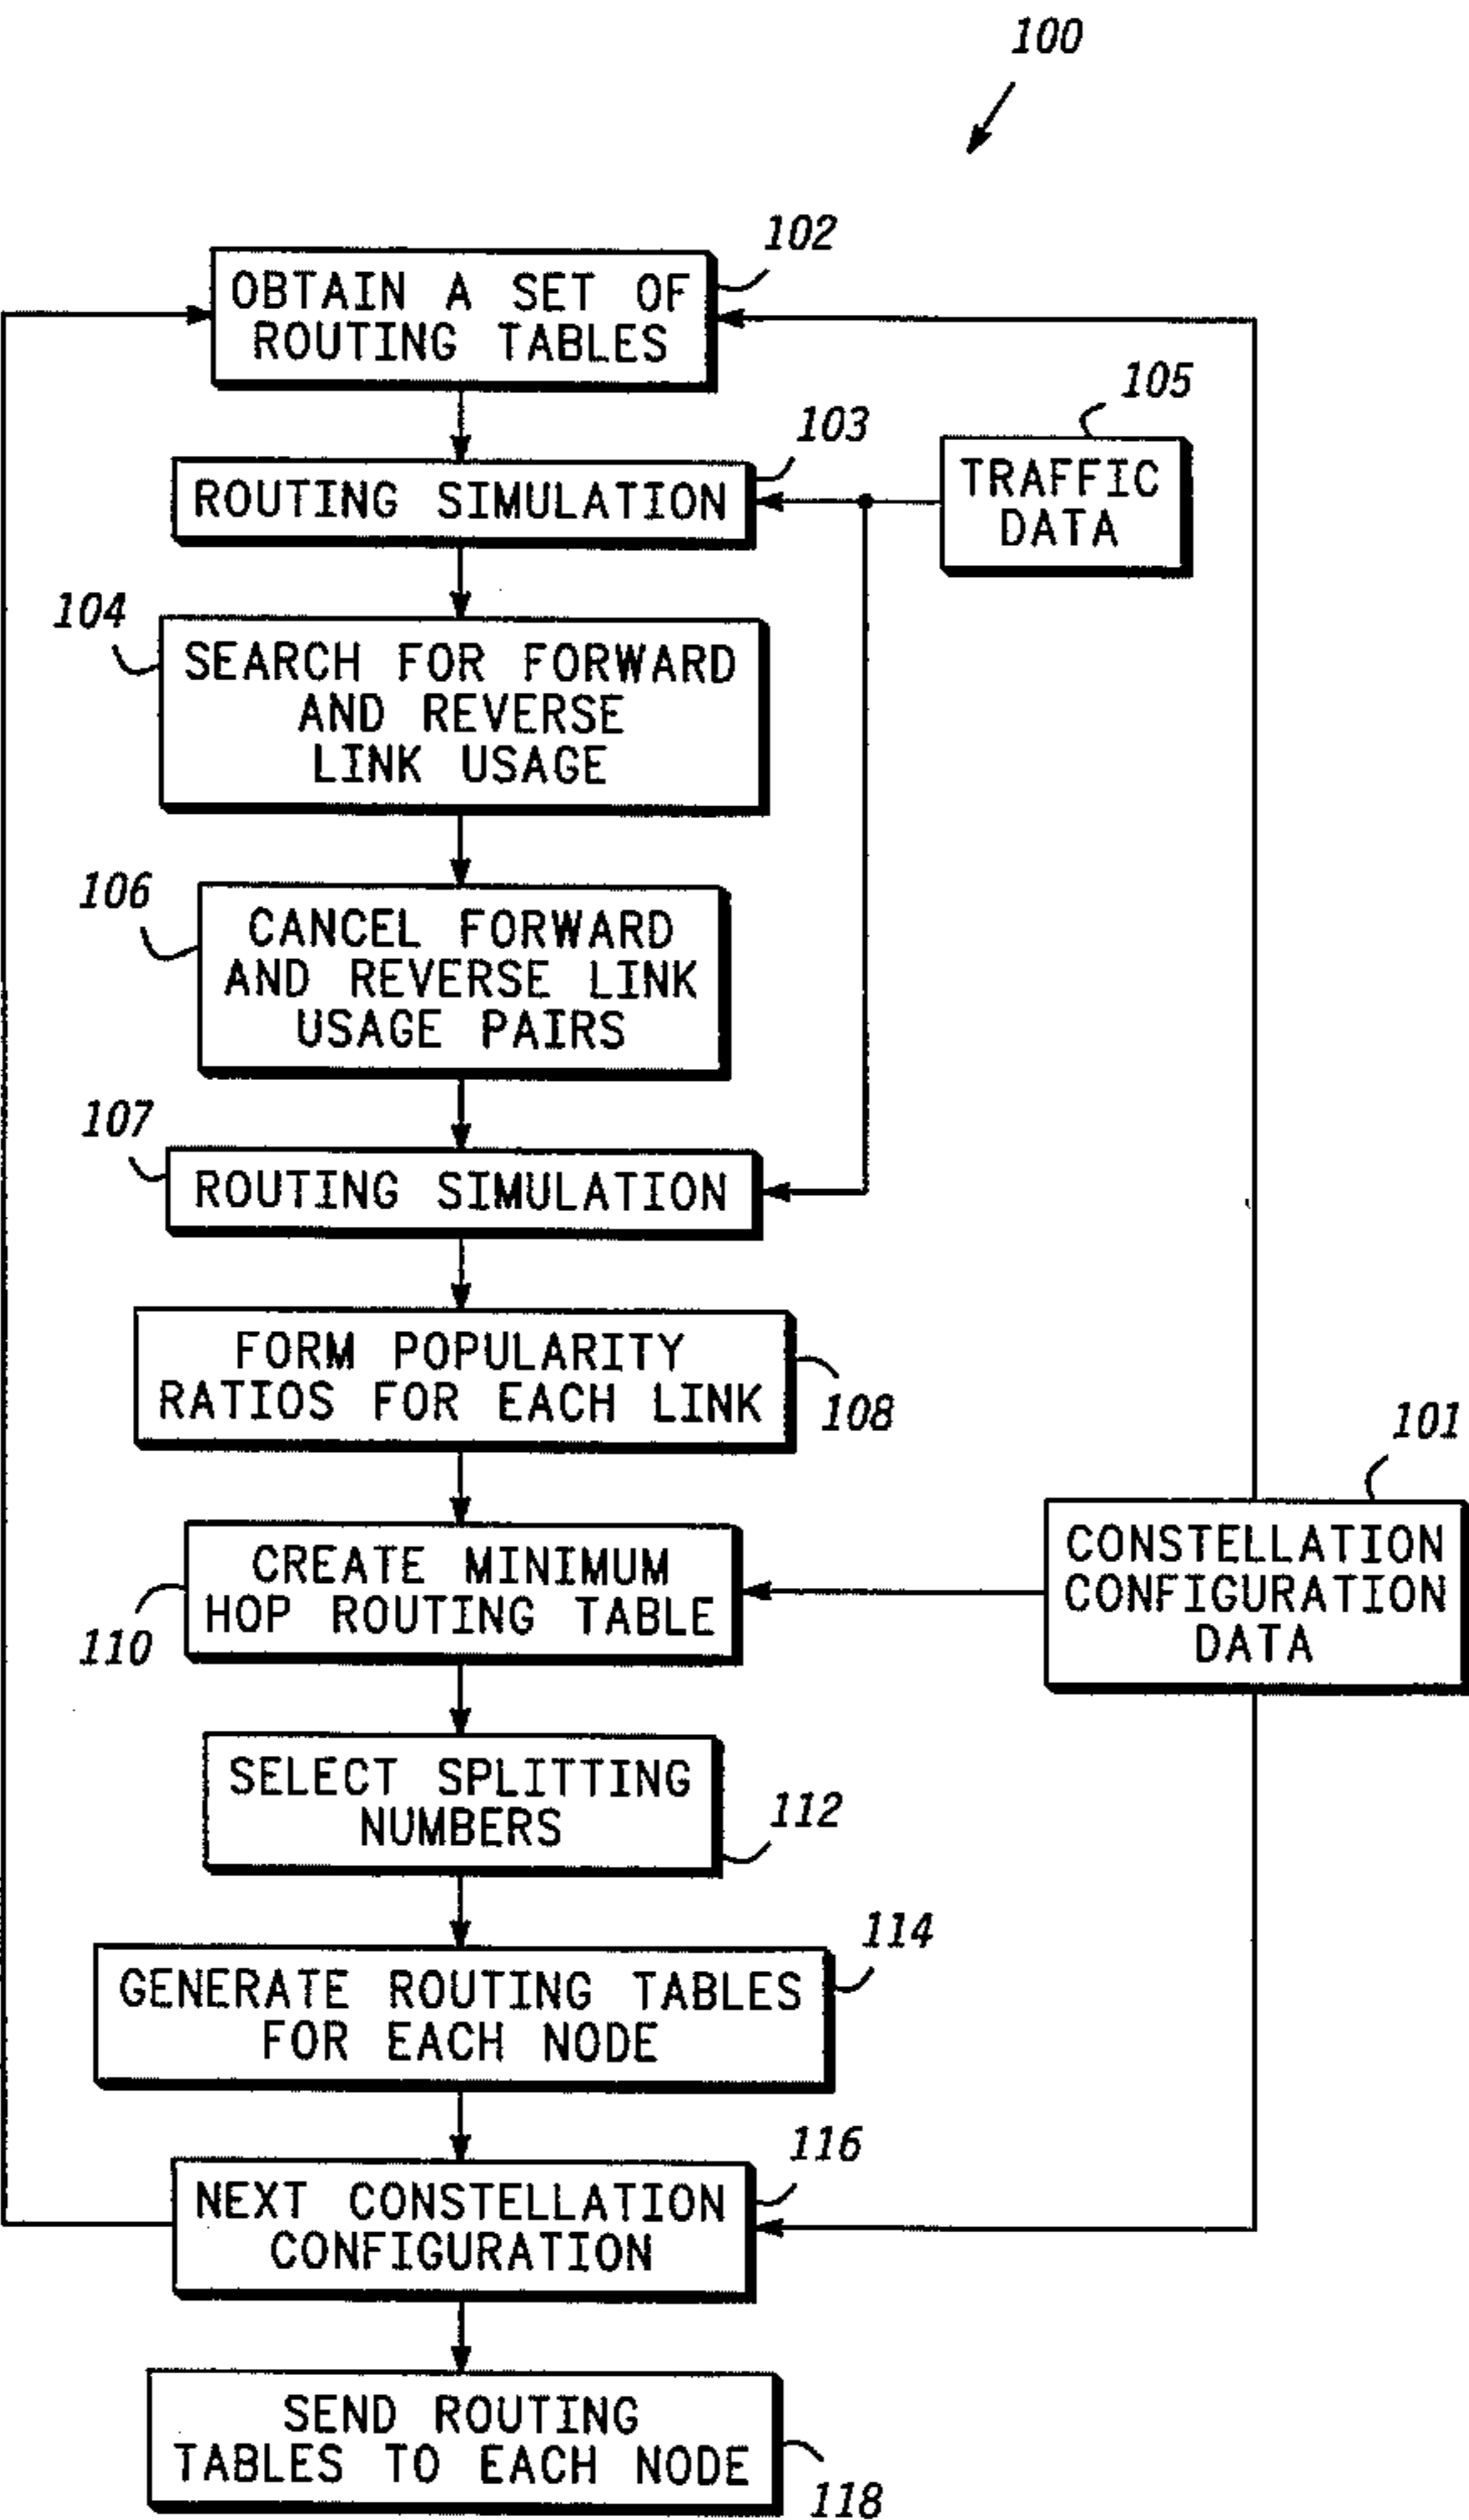 100
102
OBTAIN A SET OF
ROUTING TABLES
105
103
TRAFFIC
DATA
ROUTING SIMULATION
104
SEARCH FOR FORWARD
AND REVERSE
LINK USAGE
106
CANCEL FORWARD
AND REVERSE LINK
USAGE PAIRS
107
ROUTING SIMULATION
FORM POPULARITY
RATIOS FOR EACH LINK
108
101
CONSTELLATION
CONFIGURATION
DATA
CREATE MINIMUM
HOP ROUTING TABLE
110
SELECT SPLITTING
NUMBERS
112
114
GENERATE ROUTING TABLES
FOR EACH NODE
116
NEXT CONSTELLATION
CONFIGURATION
SEND ROUTING
TABLES TO EACH NODE
118